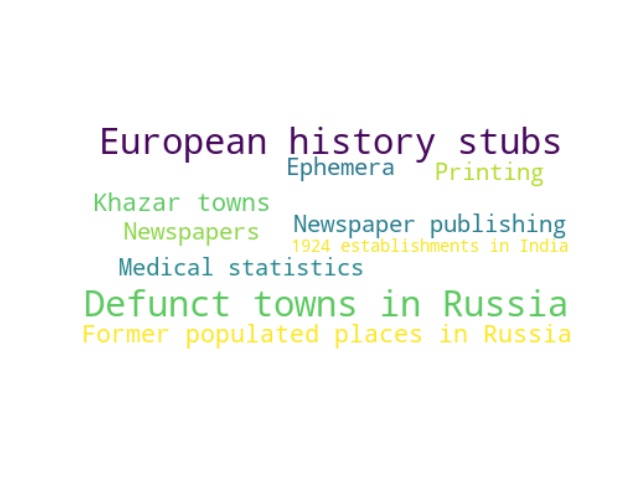 European history stubs
Ephemera
Printing
Khazar towns
Newspaper publishing
Newspapers
1924 establishments in India
Medical statistics
Defunct towns in Russia
Former populated places in Russia